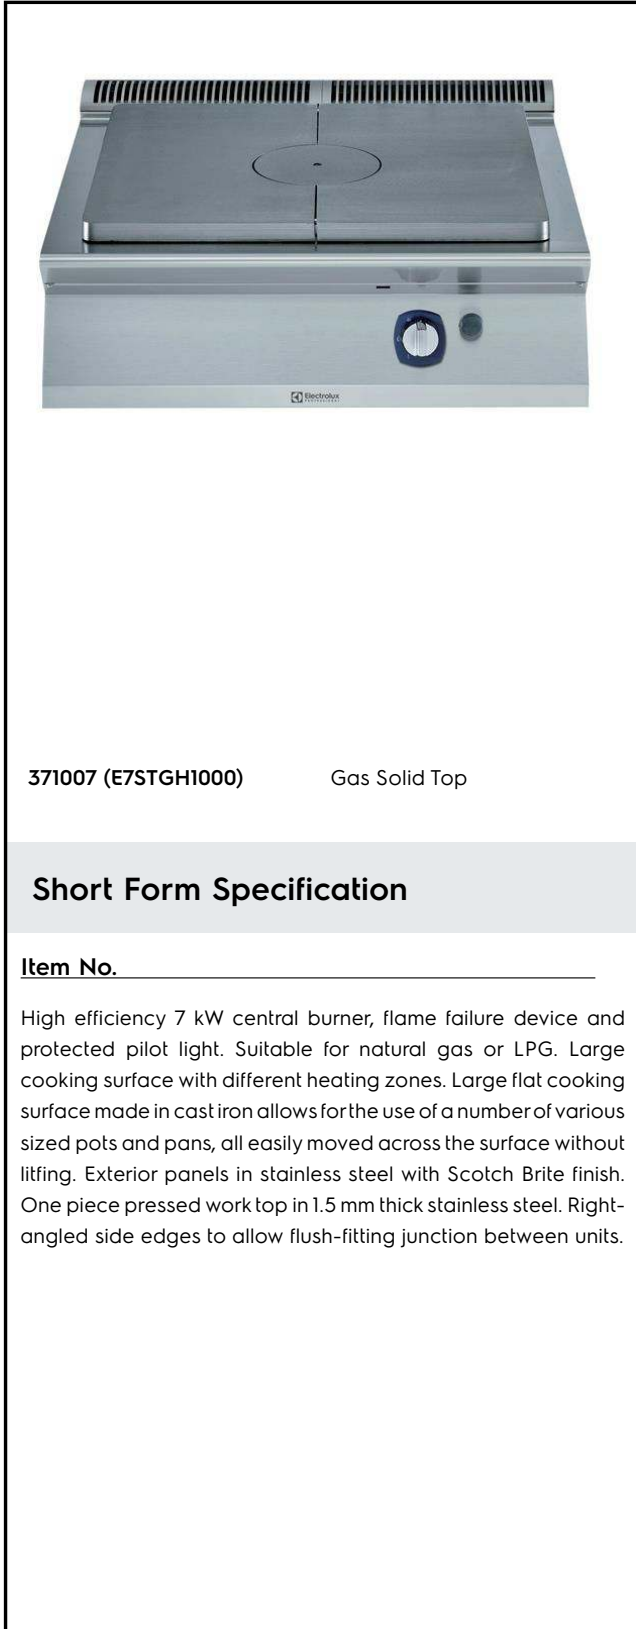 Electrolux
PROFESSIONAL
371007 (E7STGH1000) Gas Solid Top
Short Form Specification
Item No.
High efficiency 7 kW central burner, flame failure device and
protected pilot light. Suitable for natural gas or LPG. Large
cooking surface with different heating zones. Large flat cooking
surface made in cast iron allows for the use of a number of various
sized pots and pans, all easily moved across the surface without
litfing. Exterior panels in stainless steel with Scotch Brite finish.
One piece pressed work top in 1.5 mm thick stainless steel. Right-
angled side edges to allow flush-fitting junction between units.